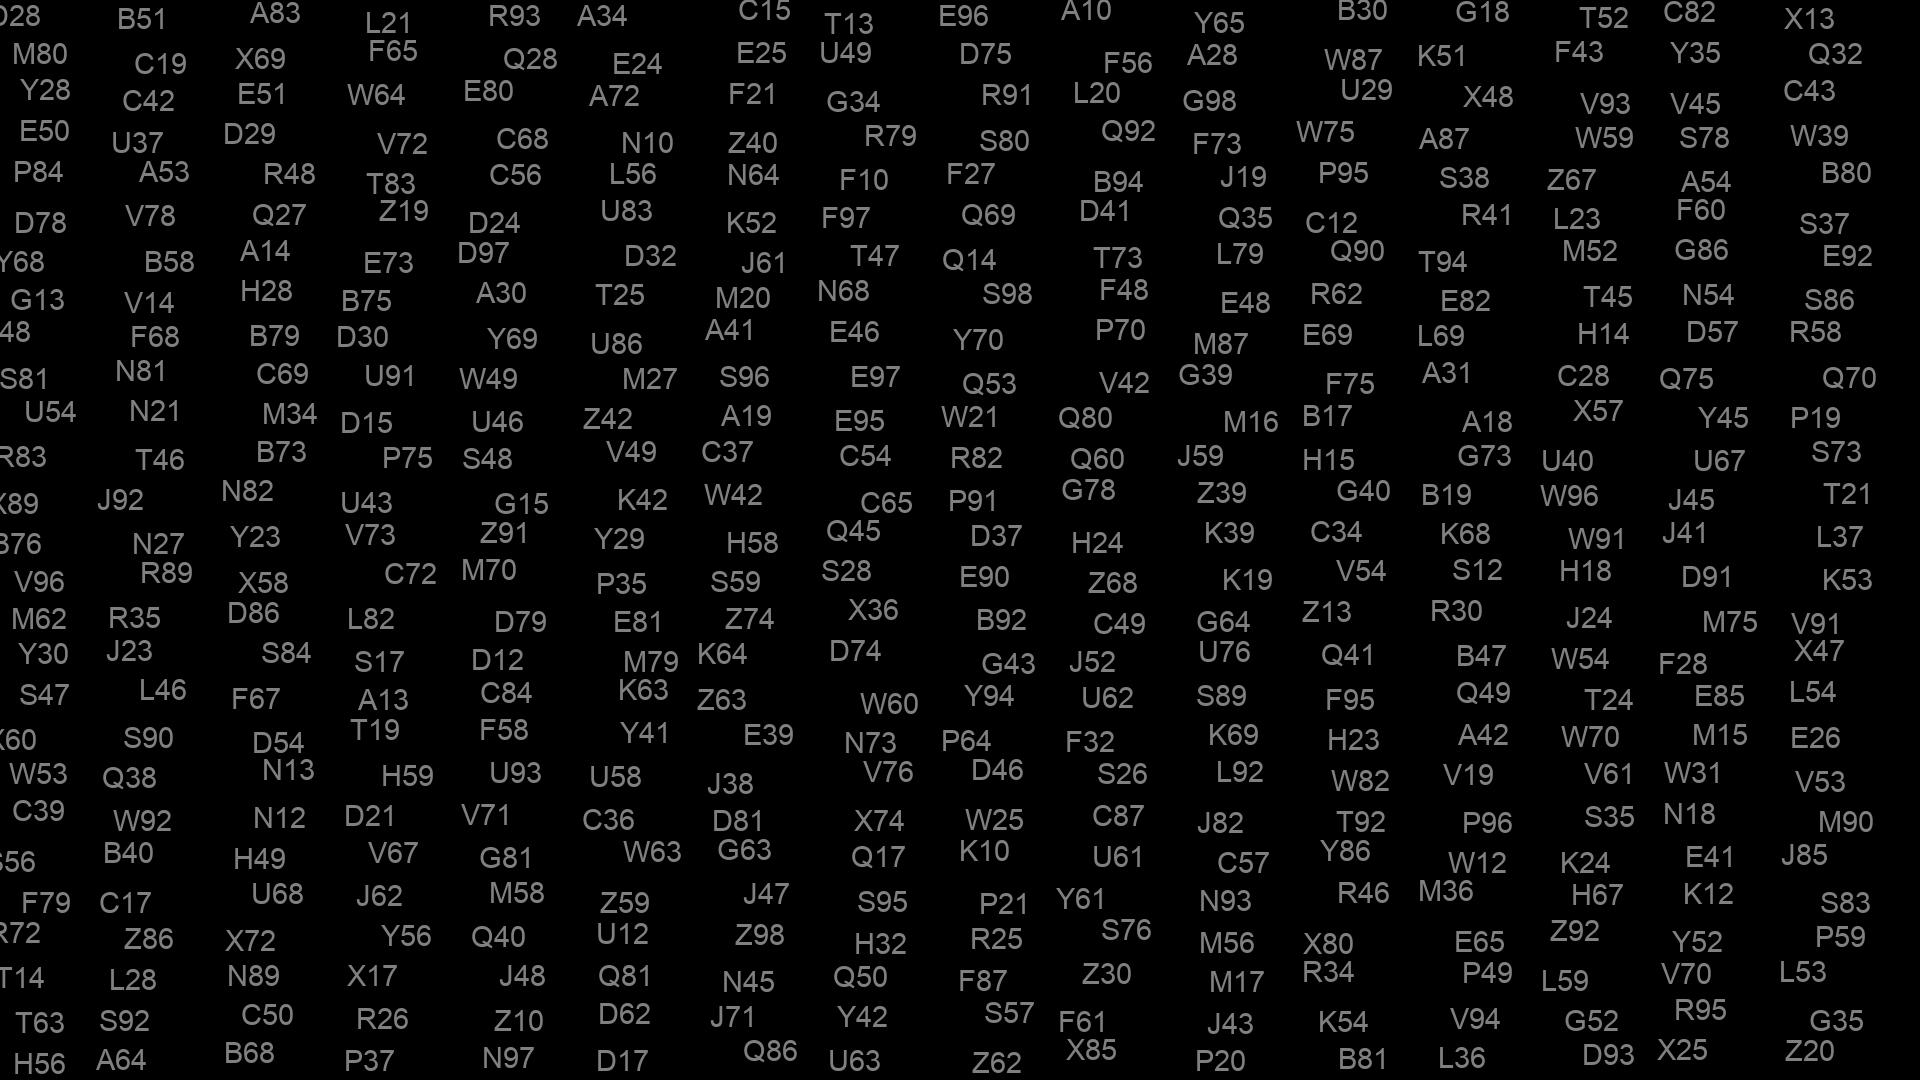 D28 B51 A83 L21 R93 A34 C15 T13 E96 A10 Y65 B30 G18 T52 C82 X13
M80 C19 X69 F65 Q28 E24 E25 U49 D75 F56 A28 W87 K51 F43 Y35 Q32
Y28 C42 E51 W64 E80 A72 F21 G34 R91 L20 G98 U29 X48 V93 V45 C43
E50 U37 D29 V72 C68 N10 Z40 R79 S80 Q92 F73 W75 A87 W59 S78 W39
P84 A53 R48 T83 C56 L56 N64 F10 F27 B94 J19 P95 S38 Z67 A54 B80
D78 V78 Q27 Z19 D24 U83 K52 F97 Q69 D41 Q35 C12 R41 L23 F60 S37
Y68 B58 A14 E73 D97 D32 J61 T47 Q14 T73 L79 Q90 T94 M52 G86 E92
G13 V14 H28 B75 A30 T25 M20 N68 S98 F48 E48 R62 E82 T45 N54 S86
48 F68 B79 D30 Y69 U86 A41 E46 Y70 P70 M87 E69 L69 H14 D57 R58
S81 N81 C69 U91 W49 M27 S96 E97 Q53 V42 G39 F75 A31 C28 Q75 Q70
U54 N21 M34 D15 U46 Z42 A19 E95 W21 Q80 M16 B17 A18 X57 Y45 P19
R83 T46 B73 P75 S48 V49 C37 C54 R82 Q60 J59 H15 G73 U40 U67 S73
X89 J92 N82 U43 G15 K42 W42 C65 P91 G78 Z39 G40 B19 W96 J45 T21
B76 N27 Y23 V73 Z91 Y29 H58 Q45 D37 H24 K39 C34 K68 W91 J41 L37
V96 R89 X58 C72 M70 P35 S59 S28 E90 Z68 K19 V54 S12 H18 D91 K53
M62 R35 D86 L82 D79 E81 Z74 X36 B92 C49 G64 Z13 R30 J24 M75 V91
Y30 J23 S84 S17 D12 M79 K64 D74 G43 J52 U76 Q41 B47 W54 F28 X47
S47 L46 F67 A13 C84 K63 Z63 W60 Y94 U62 S89 F95 Q49 T24 E85 L54
60 S90 D54 T19 F58 Y41 E39 N73 P64 F32 K69 H23 A42 W70 M15 E26
W53 Q38 N13 H59 U93 U58 J38 V76 D46 S26 L92 W82 V19 V61 W31 V53
C39 W92 N12 D21 V71 C36 D81 X74 W25 C87 J82 T92 P96 S35 N18 M90
S56 B40 H49 V67 G81 W63 G63 Q17 K10 U61 C57 Y86 W12 K24 E41 J85
F79 C17 U68 J62 M58 Z59 J47 S95 P21 Y61 N93 R46 M36 H67 K12 S83
R72 Z86 X72 Y56 Q40 U12 Z98 H32 R25 S76 M56 X80 E65 Z92 Y52 P59
T14 L28 N89 X17 J48 Q81 N45 Q50 F87 Z30 M17 R34 P49 L59 V70 L53
T63 S92 C50 R26 Z10 D62 J71 Y42 S57 F61 J43 K54 V94 G52 R95 G35
H56 A64 B68 P37 N97 D17 Q86 U63 Z62 X85 P20 B81 L36 D93 X25 Z20